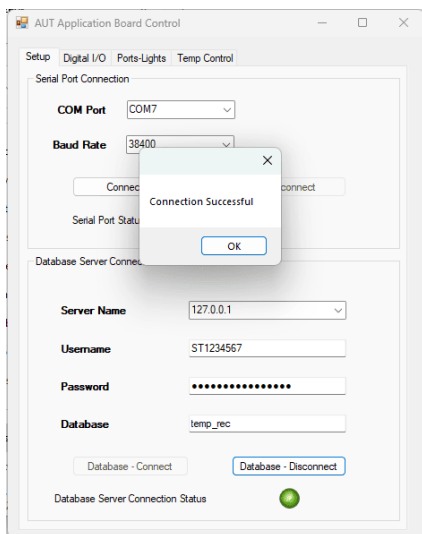 AUT Application Board Control
Setup Digital I/O Ports-Lights Temp Control
Serial Port Connection
COM Port COM7
Baud Rate 38400
Connection Successful
OK
Serial Port
Database Server
Server Name 127.0.0.1
Username ST1234567
Password ••••••••••••••••
Database temp_rec
Database - Connect Database - Disconnect
Database Server Connection Status